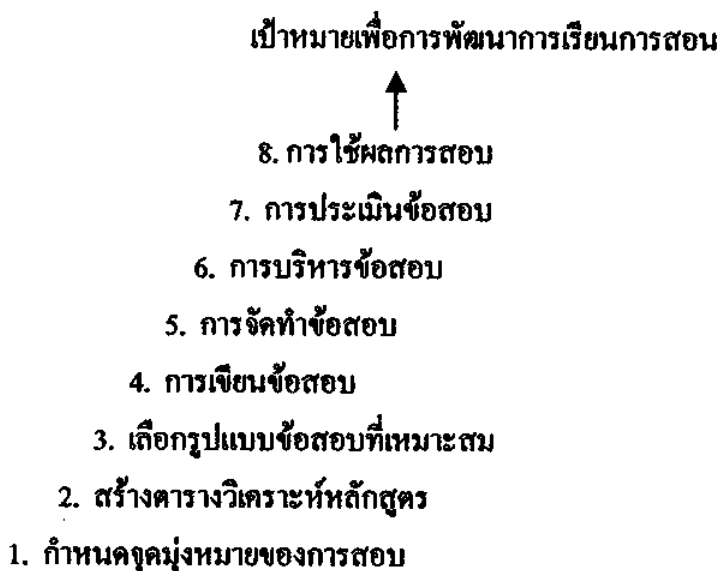 เป้าหมายเพื่อการพัฒนาการเรียนการสอน
8. การใช้ผลการสอบ
7. การประเมินข้อสอบ
6. การบริหารข้อสอบ
5. การจัดทำข้อสอบ
4. การเขียนข้อสอบ
3. เลือกรูปแบบข้อสอบที่เหมาะสม
2. สร้างตารางวิเคราะห์หลักสูตร
1. กำหนดจุดมุ่งหมายของการสอบ